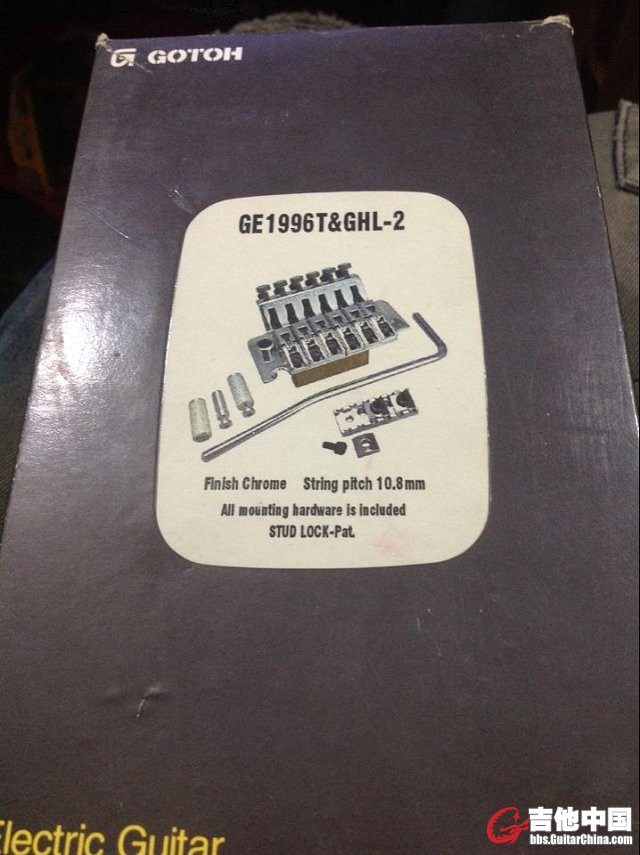 GOTOH
GE1996T&GHL-2
Finish Chrome String pitch 10.8mm
All mounting hardware is included
STUD LOCK-Pat.
Electric Guitar
吉他中国
bbs.GuitarChina.com